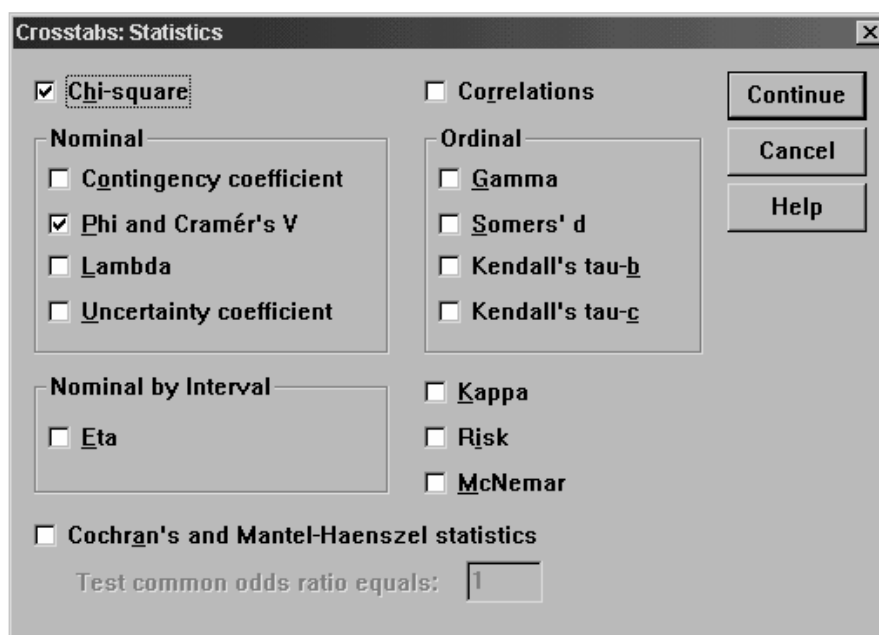 Crosstabs: Statistics
Chi-square
Correlations
Continue
Cancel
Help
Nominal
Contingency coefficient
Phi and Cramér's V
Lambda
Uncertainty coefficient
Ordinal
Gamma
Somers' d
Kendall's tau-b
Kendall's tau-c
Nominal by Interval
Eta
Kappa
Risk
McNemar
Cochran's and Mantel-Haenszel statistics
Test common odds ratio equals: 1